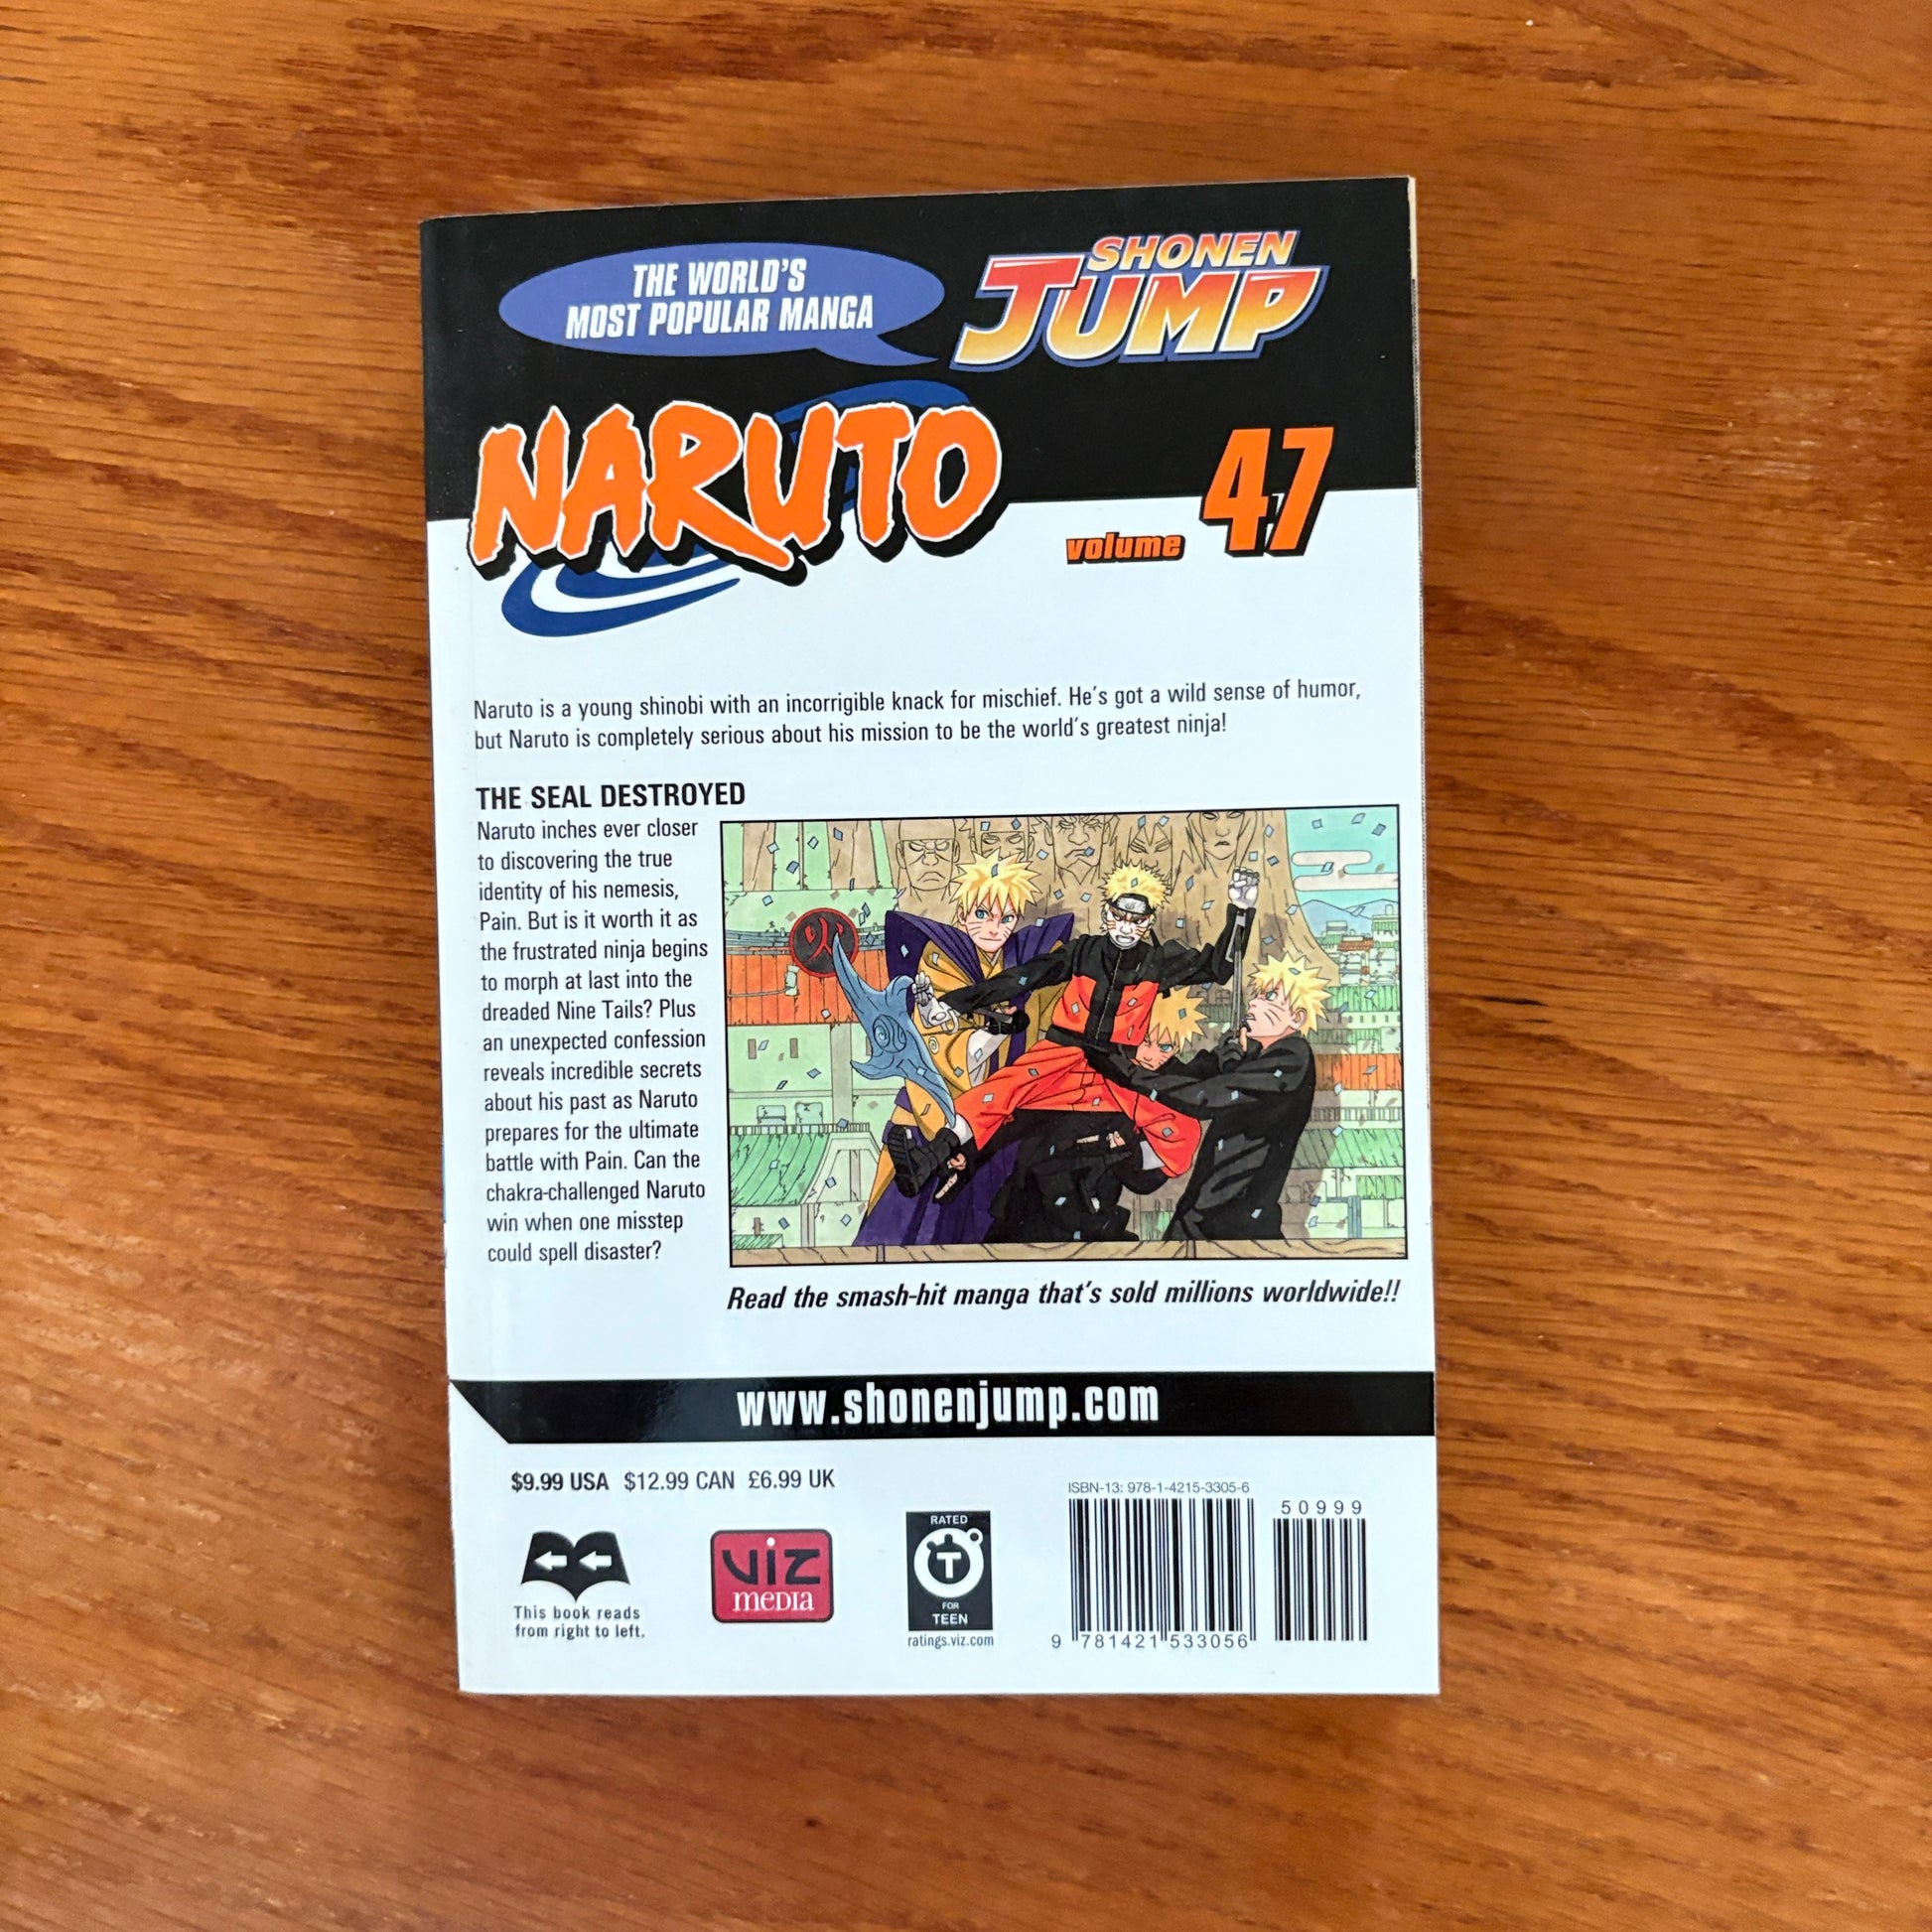 THE WORLD'S
MOST POPULAR MANGA
SHONEN
JUMP
NARUTO
volume 47
Naruto is a young shinobi with an incorrigible knack for mischief. He's got a wild sense of humor,
but Naruto is completely serious about his mission to be the world's greatest ninja!
THE SEAL DESTROYED
Naruto inches ever closer
to discovering the true
identity of his nemesis,
Pain. But is it worth it as
the frustrated ninja begins
to morph at last into the
dreaded Nine Tails? Plus
an unexpected confession
reveals incredible secrets
about his past as Naruto
prepares for the ultimate
battle with Pain. Can the
chakra-challenged Naruto
win when one misstep
could spell disaster?
火
Read the smash-hit manga that's sold millions worldwide!!
www.shonenjump.com
$9.99 USA $12.99 CAN £6.99 UK
This book reads
from right to left.
VIZ
MEDIA
RATED
T
FOR
TEEN
ratings.viz.com
ISBN-13: 978-1-4215-3305-6
50999
9 781421 533056